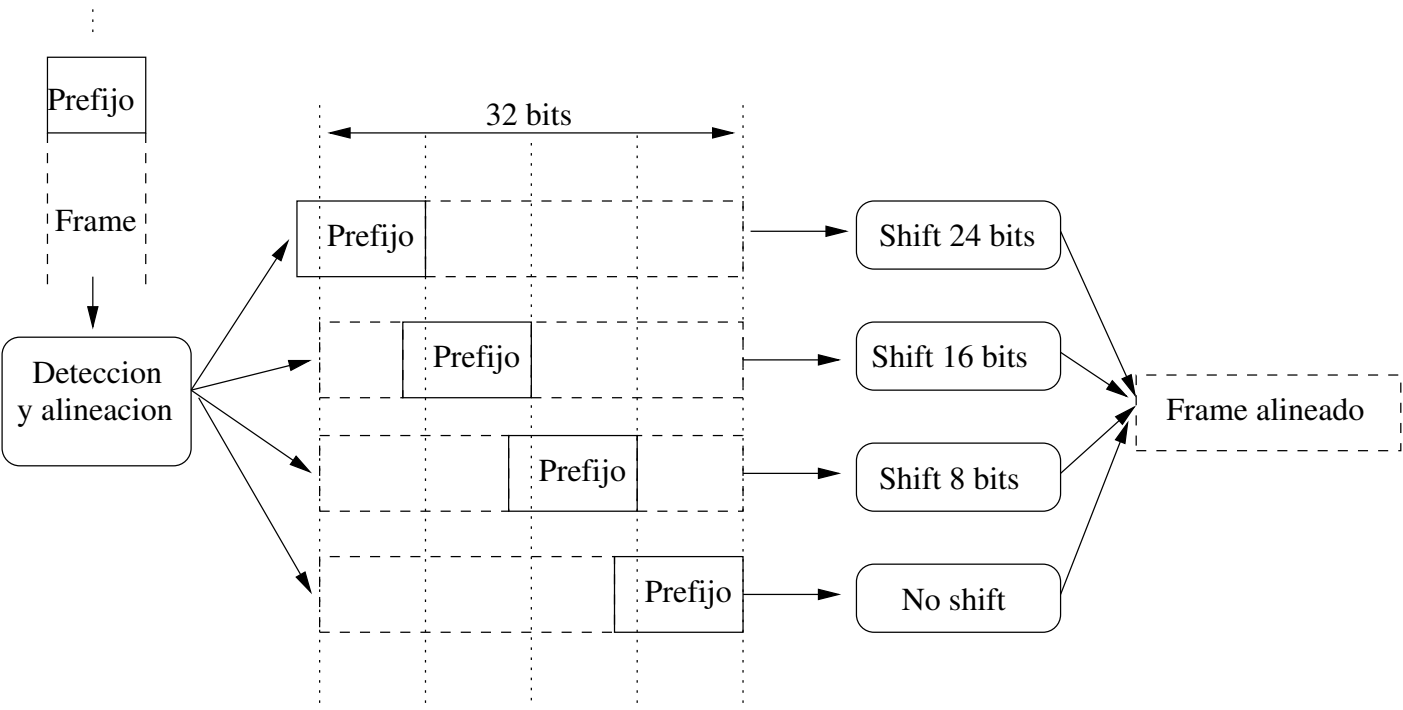 Prefijo
Frame
Deteccion
y alineacion
32 bits
Prefijo
Prefijo
Prefijo
Prefijo
Shift 24 bits
Shift 16 bits
Shift 8 bits
No shift
Frame alineado